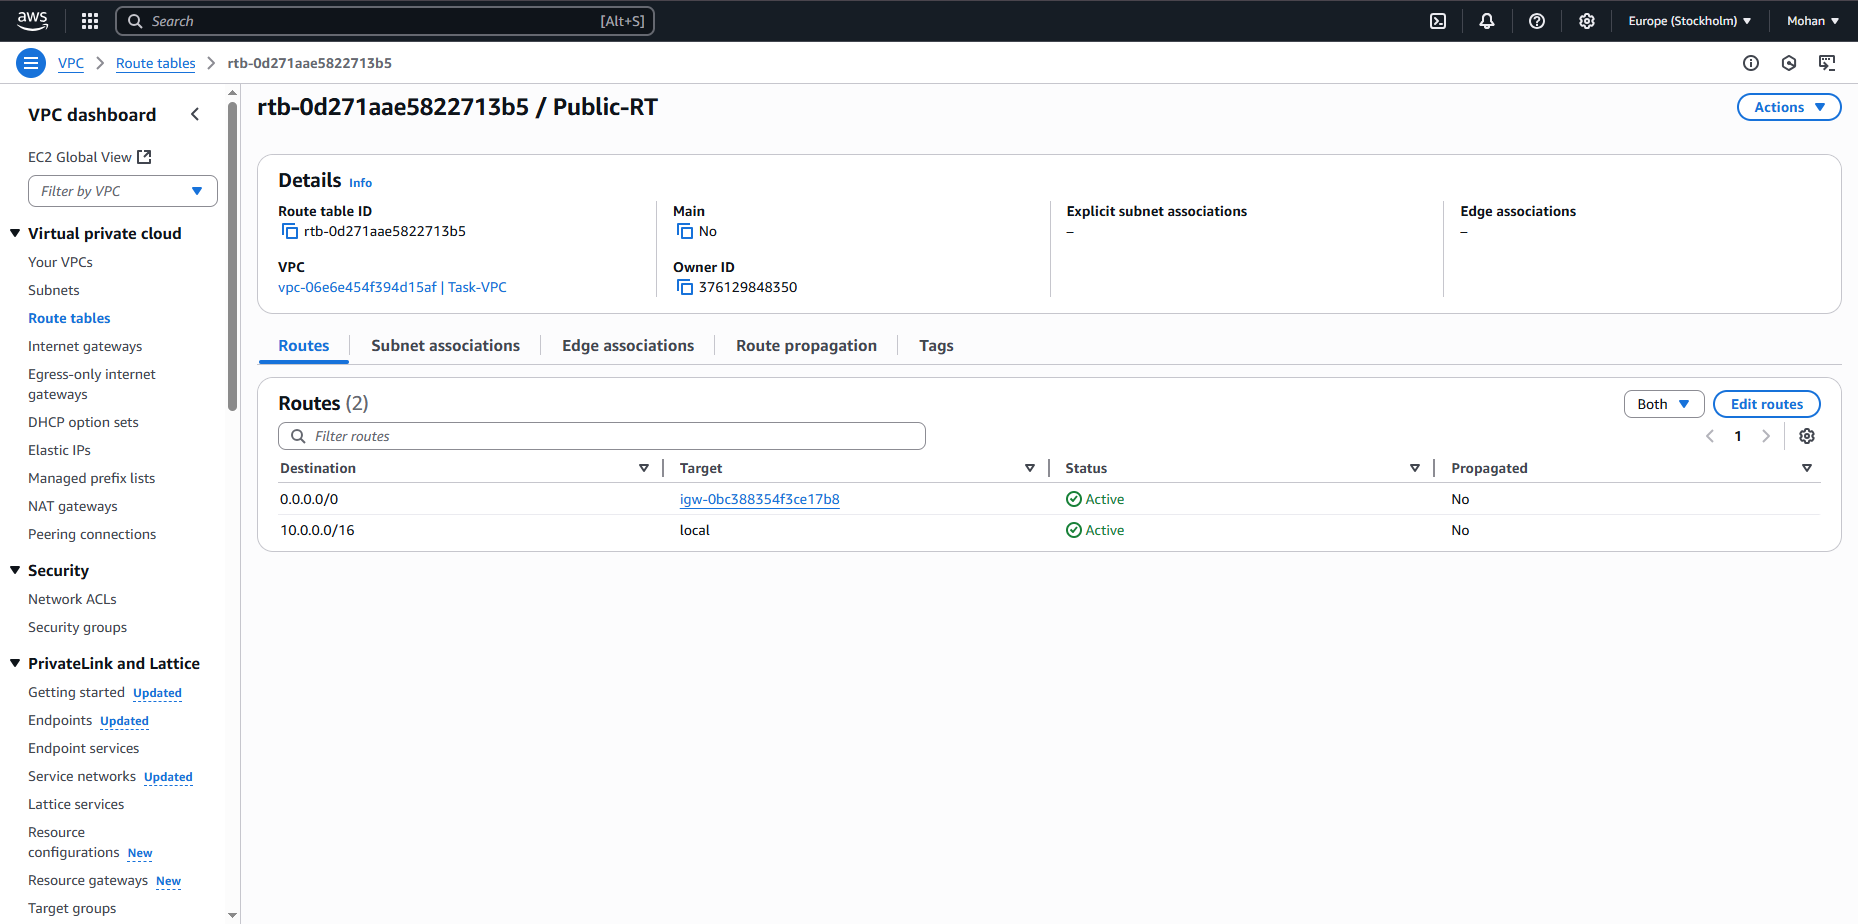 aws
Search [Alt+S]
Europe (Stockholm)
Mohan
VPC
Route tables
rtb-0d271aae5822713b5
VPC dashboard
EC2 Global View
Filter by VPC
Virtual private cloud
Your VPCs
Subnets
Route tables
Internet gateways
Egress-only internet
gateways
DHCP option sets
Elastic IPs
Managed prefix lists
NAT gateways
Peering connections
Security
Network ACLs
Security groups
PrivateLink and Lattice
Getting started Updated
Endpoints Updated
Endpoint services
Service networks Updated
Lattice services
Resource
configurations New
Resource gateways New
Target groups
rtb-0d271aae5822713b5 / Public-RT
Actions
Details Info
Route table ID
rtb-0d271aae5822713b5
VPC
vpc-06e6e454f394d15af | Task-VPC
Main
No
Owner ID
376129848350
Explicit subnet associations
–
Edge associations
–
Routes
Subnet associations
Edge associations
Route propagation
Tags
Routes (2)
Both
Edit routes
Filter routes
1
Destination Target Status Propagated
0.0.0.0/0 igw-0bc388354f3ce17b8 Active No
10.0.0.0/16 local Active No